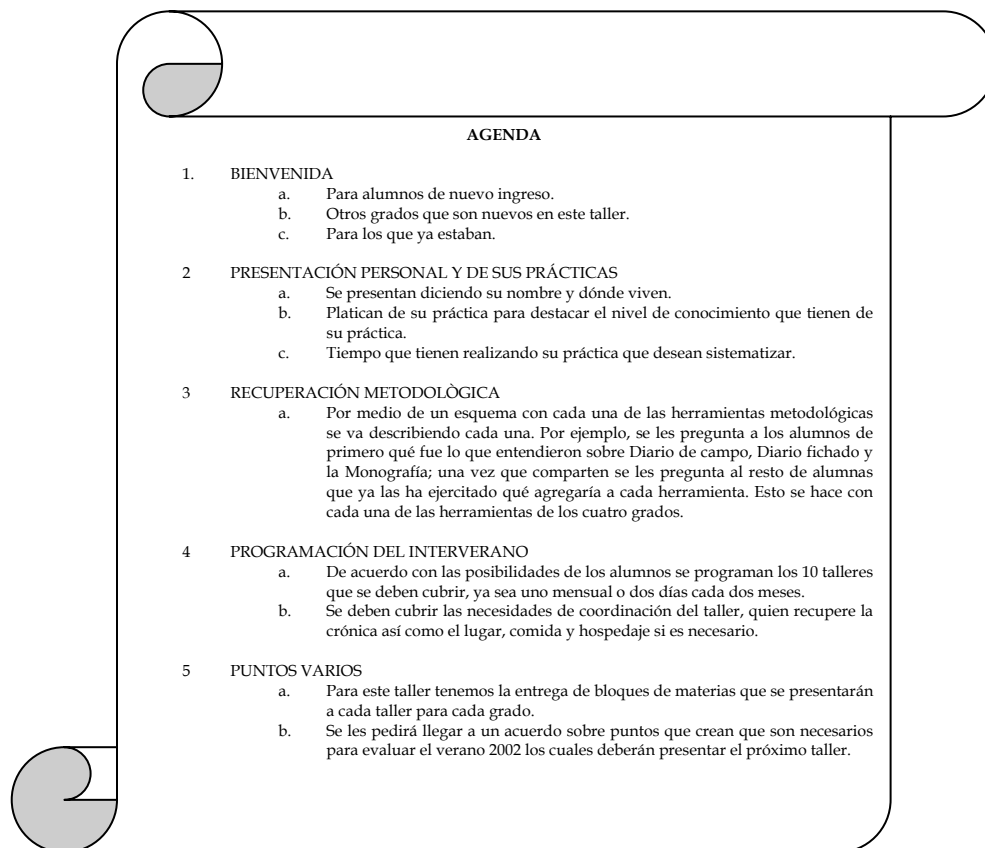 AGENDA
1. BIENVENIDA
a. Para alumnos de nuevo ingreso.
b. Otros grados que son nuevos en este taller.
c. Para los que ya estaban.
2 PRESENTACIÓN PERSONAL Y DE SUS PRÁCTICAS
a. Se presentan diciendo su nombre y dónde viven.
b. Platican de su práctica para destacar el nivel de conocimiento que tienen de
su práctica.
c. Tiempo que tienen realizando su práctica que desean sistematizar.
3 RECUPERACIÓN METODOLÒGICA
a. Por medio de un esquema con cada una de las herramientas metodológicas
se va describiendo cada una. Por ejemplo, se les pregunta a los alumnos de
primero qué fue lo que entendieron sobre Diario de campo, Diario fichado y
la Monografía; una vez que comparten se les pregunta al resto de alumnas
que ya las ha ejercitado qué agregaría a cada herramienta. Esto se hace con
cada una de las herramientas de los cuatro grados.
4 PROGRAMACIÓN DEL INTERVERANO
a. De acuerdo con las posibilidades de los alumnos se programan los 10 talleres
que se deben cubrir, ya sea uno mensual o dos días cada dos meses.
b. Se deben cubrir las necesidades de coordinación del taller, quien recupere la
crónica así como el lugar, comida y hospedaje si es necesario.
5 PUNTOS VARIOS
a. Para este taller tenemos la entrega de bloques de materias que se presentarán
a cada taller para cada grado.
b. Se les pedirá llegar a un acuerdo sobre puntos que crean que son necesarios
para evaluar el verano 2002 los cuales deberán presentar el próximo taller.